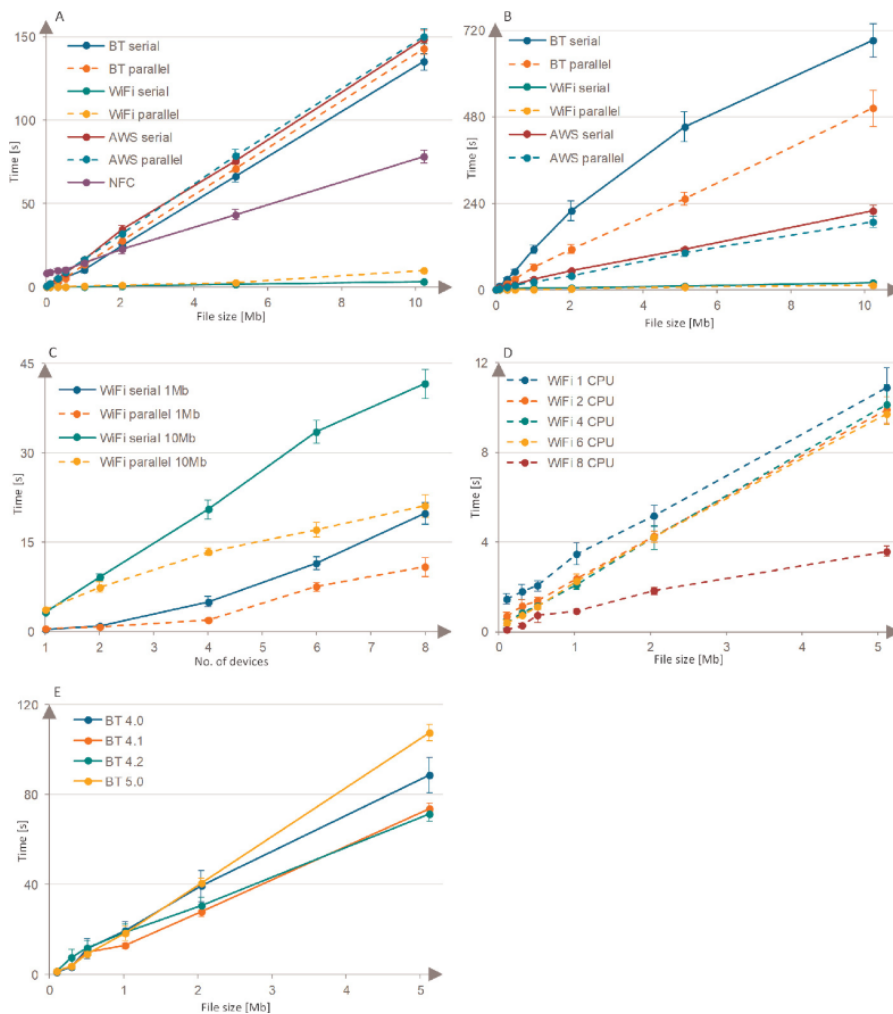 A
150
100
50
0
Time [s]
BT serial
BT parallel
WiFi serial
WiFi parallel
AWS serial
AWS parallel
NFC
0 2 4 6 8 10
File size [Mb]
B
720
480
240
0
Time [s]
BT serial
BT parallel
WiFi serial
WiFi parallel
AWS serial
AWS parallel
0 2 4 6 8 10
File size [Mb]
C
45
30
15
0
Time [s]
WiFi serial 1Mb
WiFi parallel 1Mb
WiFi serial 10Mb
WiFi parallel 10Mb
1 2 3 4 5 6 7 8
No. of devices
D
12
8
4
0
Time [s]
WiFi 1 CPU
WiFi 2 CPU
WiFi 4 CPU
WiFi 6 CPU
WiFi 8 CPU
0 1 2 3 4 5
File size [Mb]
E
120
80
40
0
Time [s]
BT 4.0
BT 4.1
BT 4.2
BT 5.0
0 1 2 3 4 5
File size [Mb]